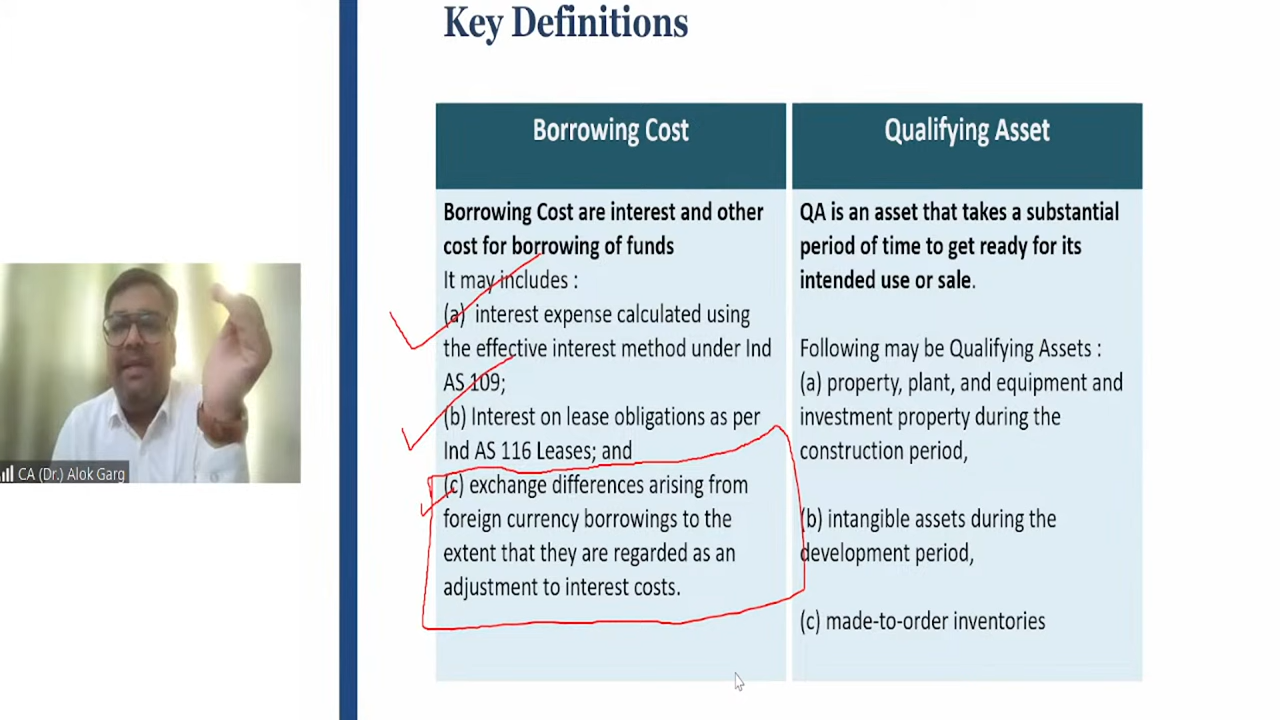 Key Definitions
Borrowing Cost
Borrowing Cost are interest and other
cost for borrowing of funds
It may includes :
(a) interest expense calculated using
the effective interest method under Ind
AS 109;
(b) Interest on lease obligations as per
Ind AS 116 Leases; and
(c) exchange differences arising from
foreign currency borrowings to the
extent that they are regarded as an
adjustment to interest costs.
Qualifying Asset
QA is an asset that takes a substantial
period of time to get ready for its
intended use or sale.
Following may be Qualifying Assets :
(a) property, plant, and equipment and
investment property during the
construction period,
(b) intangible assets during the
development period,
(c) made-to-order inventories
CA (Dr.) Alok Garg